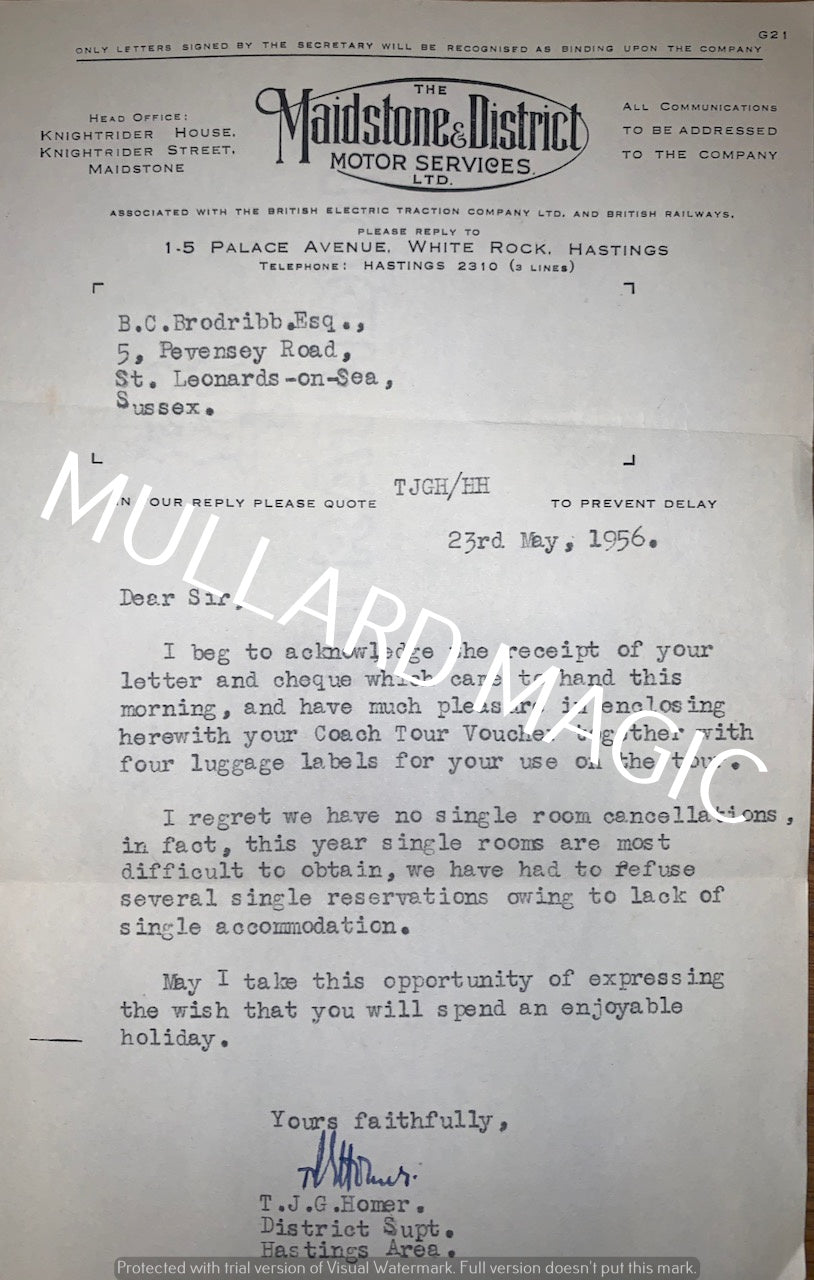 G21
ONLY LETTERS SIGNED BY THE SECRETARY WILL BE RECOGNISED AS BINDING UPON THE COMPANY
HEAD OFFICE:
KNIGHTRIDER HOUSE,
KNIGHTRIDER STREET,
MAIDSTONE
THE
Maidstone & District
MOTOR SERVICES
LTD.
ALL COMMUNICATIONS
TO BE ADDRESSED
TO THE COMPANY
ASSOCIATED WITH THE BRITISH ELECTRIC TRACTION COMPANY LTD. AND BRITISH RAILWAYS.
PLEASE REPLY TO
1-5 PALACE AVENUE, WHITE ROCK, HASTINGS
TELEPHONE: HASTINGS 2310 (3 LINES)
B.C.Brodribb.Esq.,
5, Pevensey Road,
St. Leonards-on-Sea,
Sussex.
IN YOUR REPLY PLEASE QUOTE TJGH/HH TO PREVENT DELAY
23rd May, 1956.
Dear Sir,
I beg to acknowledge the receipt of your
letter and cheque which came to hand this
morning, and have much pleasure in enclosing
herewith your Coach Tour Voucher together with
four luggage labels for your use on the tour.
I regret we have no single room cancellations,
in fact, this year single rooms are most
difficult to obtain, we have had to refuse
several single reservations owing to lack of
single accommodation.
May I take this opportunity of expressing
the wish that you will spend an enjoyable
holiday.
Yours faithfully,
T.J.G.Homer.
District Supt.
Hastings Area.
MULLARD MAGIC
Protected with trial version of Visual Watermark. Full version doesn't put this mark.